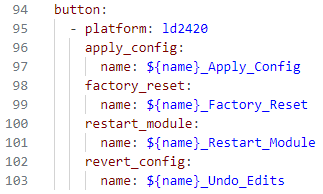 94 button:
95   - platform: ld2420
96     apply_config:
97       name: ${name}_Apply_Config
98     factory_reset:
99       name: ${name}_Factory_Reset
100     restart_module:
101       name: ${name}_Restart_Module
102     revert_config:
103       name: ${name}_Undo_Edits